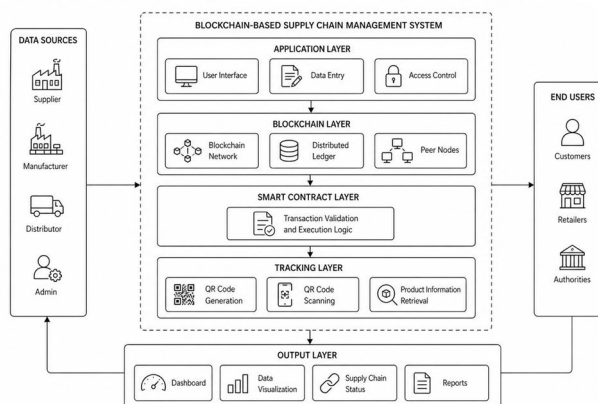 BLOCKCHAIN-BASED SUPPLY CHAIN MANAGEMENT SYSTEM
DATA SOURCES
Supplier
Manufacturer
Distributor
Admin
APPLICATION LAYER
User Interface
Data Entry
Access Control
BLOCKCHAIN LAYER
Blockchain
Network
Distributed
Ledger
Peer Nodes
SMART CONTRACT LAYER
Transaction Validation
and Execution Logic
TRACKING LAYER
QR Code
Generation
QR Code
Scanning
Product Information
Retrieval
END USERS
Customers
Retailers
Authorities
OUTPUT LAYER
Dashboard
Data
Visualization
Supply Chain
Status
Reports